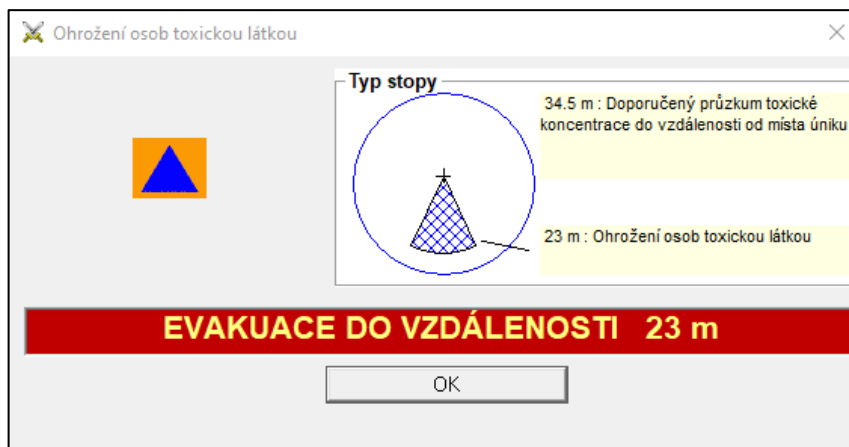 Ohrožení osob toxickou látkou
Typ stopy
34.5 m : Doporučený průzkum toxické
koncentrace do vzdálenosti od místa úniku
23 m : Ohrožení osob toxickou látkou
EVAKUACE DO VZDÁLENOSTI 23 m
OK